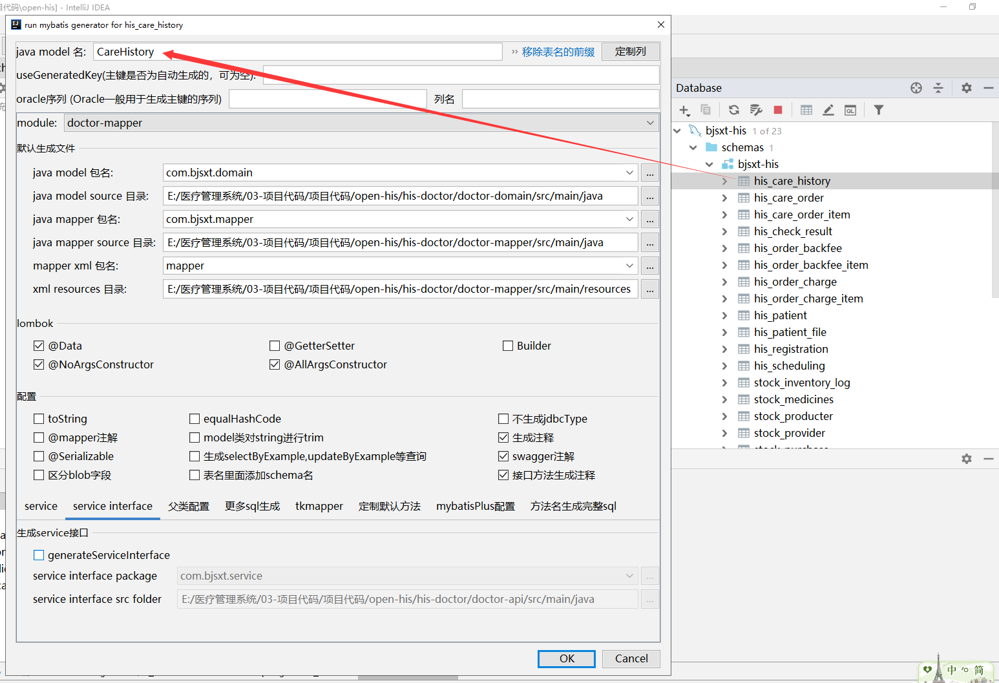 目代码\open-his] - IntelliJ IDEA
run mybatis generator for his_care_history
java model 名: CareHistory
移除表名的前缀
定制列
useGeneratedKey(主键是否为自动生成的，可为空):
oracle序列 (Oracle一般用于生成主键的序列)
列名
module: doctor-mapper
默认生成文件
java model 包名: com.bjsxt.domain ...
java model source 目录: E:/医疗管理系统/03-项目代码/项目代码/open-his/his-doctor/doctor-domain/src/main/java ...
java mapper 包名: com.bjsxt.mapper ...
java mapper source 目录: E:/医疗管理系统/03-项目代码/项目代码/open-his/his-doctor/doctor-mapper/src/main/java ...
mapper xml 包名: mapper ...
xml resources 目录: E:/医疗管理系统/03-项目代码/项目代码/open-his/his-doctor/doctor-mapper/src/main/resources ...
lombok
@Data @GetterSetter Builder
@NoArgsConstructor @AllArgsConstructor
配置
toString equalHashCode 不生成jdbcType
@mapper注解 model类对string进行trim 生成注释
@Serializable 生成selectByExample,updateByExample等查询 swagger注解
区分blob字段 表名里面添加schema名 接口方法生成注释
service service interface 父类配置 更多sql生成 tkmapper 定制默认方法 mybatisPlus配置 方法名生成完整sql
生成service接口
generateServiceInterface
service interface package com.bjsxt.service ...
service interface src folder E:/医疗管理系统/03-项目代码/项目代码/open-his/his-doctor/doctor-api/src/main/java ...
OK Cancel
Database
QL
bjsxt-his 1 of 23
schemas 1
bjsxt-his
his_care_history
his_care_order
his_care_order_item
his_check_result
his_order_backfee
his_order_backfee_item
his_order_charge
his_order_charge_item
his_patient
his_patient_file
his_registration
his_scheduling
stock_inventory_log
stock_medicines
stock_producter
stock_provider
stock_purchase
中 简